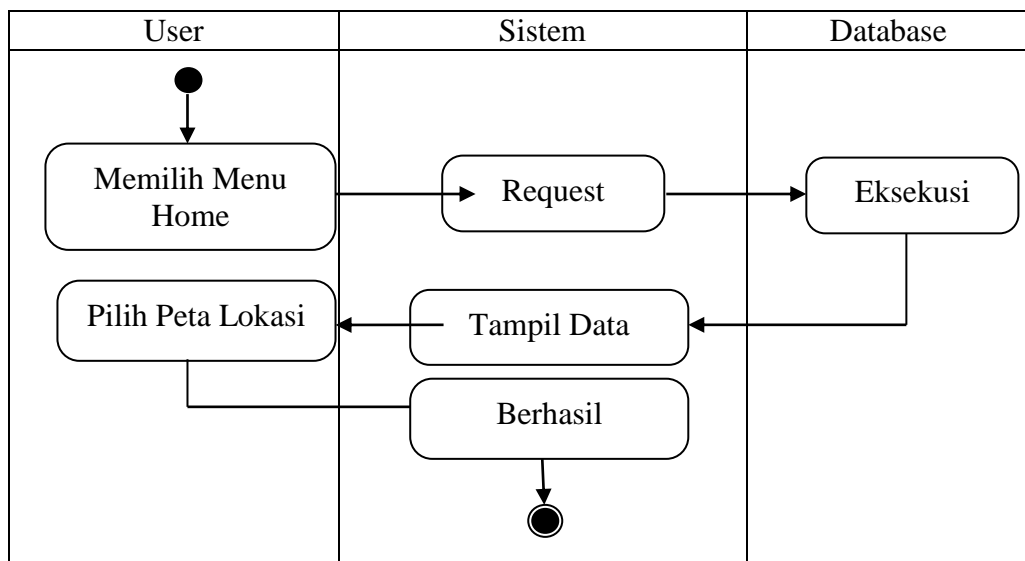 User
Sistem
Database
Memilih Menu
Home
Request
Eksekusi
Pilih Peta Lokasi
Tampil Data
Berhasil